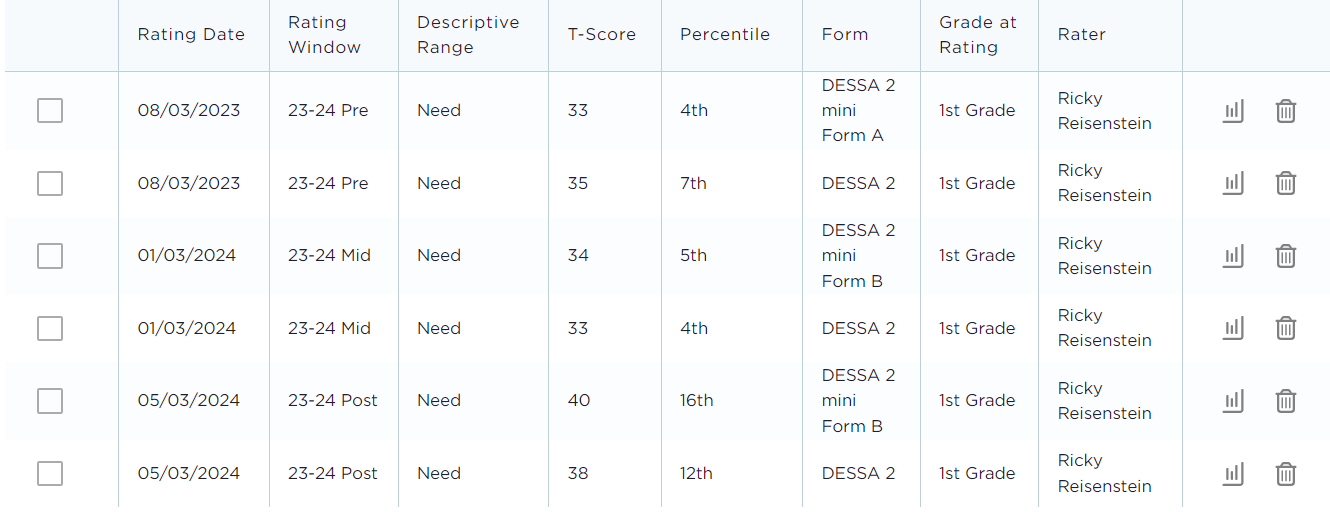 Rating Date
Rating
Window
Descriptive
Range
T-Score
Percentile
Form
Grade at
Rating
Rater
08/03/2023
23-24 Pre
Need
33
4th
DESSA 2
mini
Form A
1st Grade
Ricky
Reisenstein
08/03/2023
23-24 Pre
Need
35
7th
DESSA 2
1st Grade
Ricky
Reisenstein
01/03/2024
23-24 Mid
Need
34
5th
DESSA 2
mini
Form B
1st Grade
Ricky
Reisenstein
01/03/2024
23-24 Mid
Need
33
4th
DESSA 2
1st Grade
Ricky
Reisenstein
05/03/2024
23-24 Post
Need
40
16th
DESSA 2
mini
Form B
1st Grade
Ricky
Reisenstein
05/03/2024
23-24 Post
Need
38
12th
DESSA 2
1st Grade
Ricky
Reisenstein